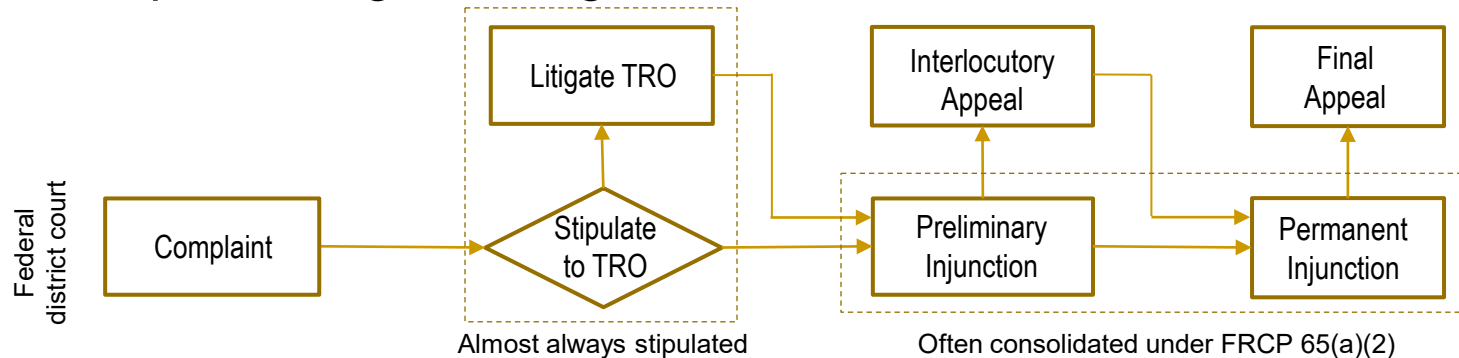 Litigate TRO
Interlocutory
Appeal
Final
Appeal
Federal
district court
Complaint
Stipulate
to TRO
Preliminary
Injunction
Permanent
Injunction
Almost always stipulated
Often consolidated under FRCP 65(a)(2)